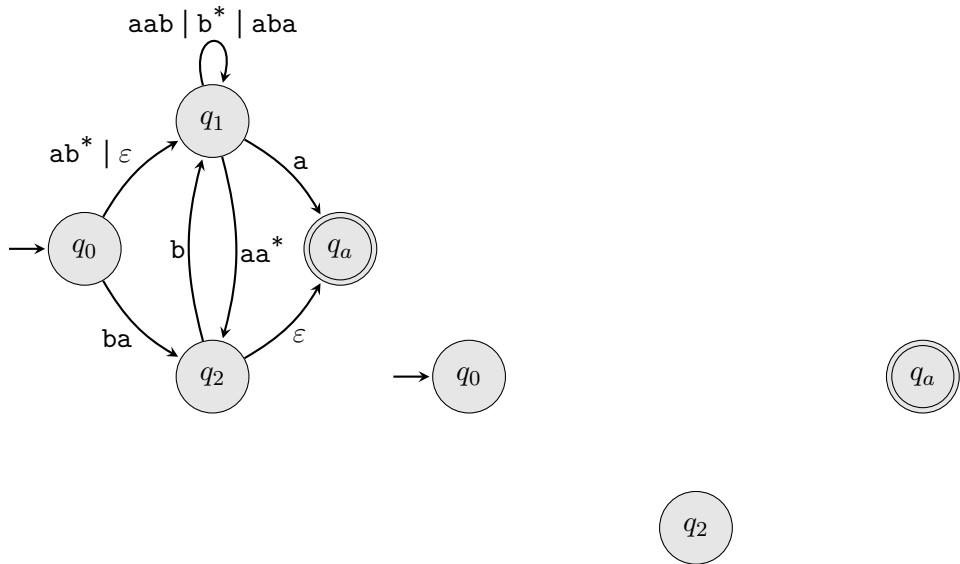 aab | b* | aba
q₁
ab* | ε
a
q₀
b
aa*
qₐ
ba
ε
q₂
q₀
qₐ
q₂